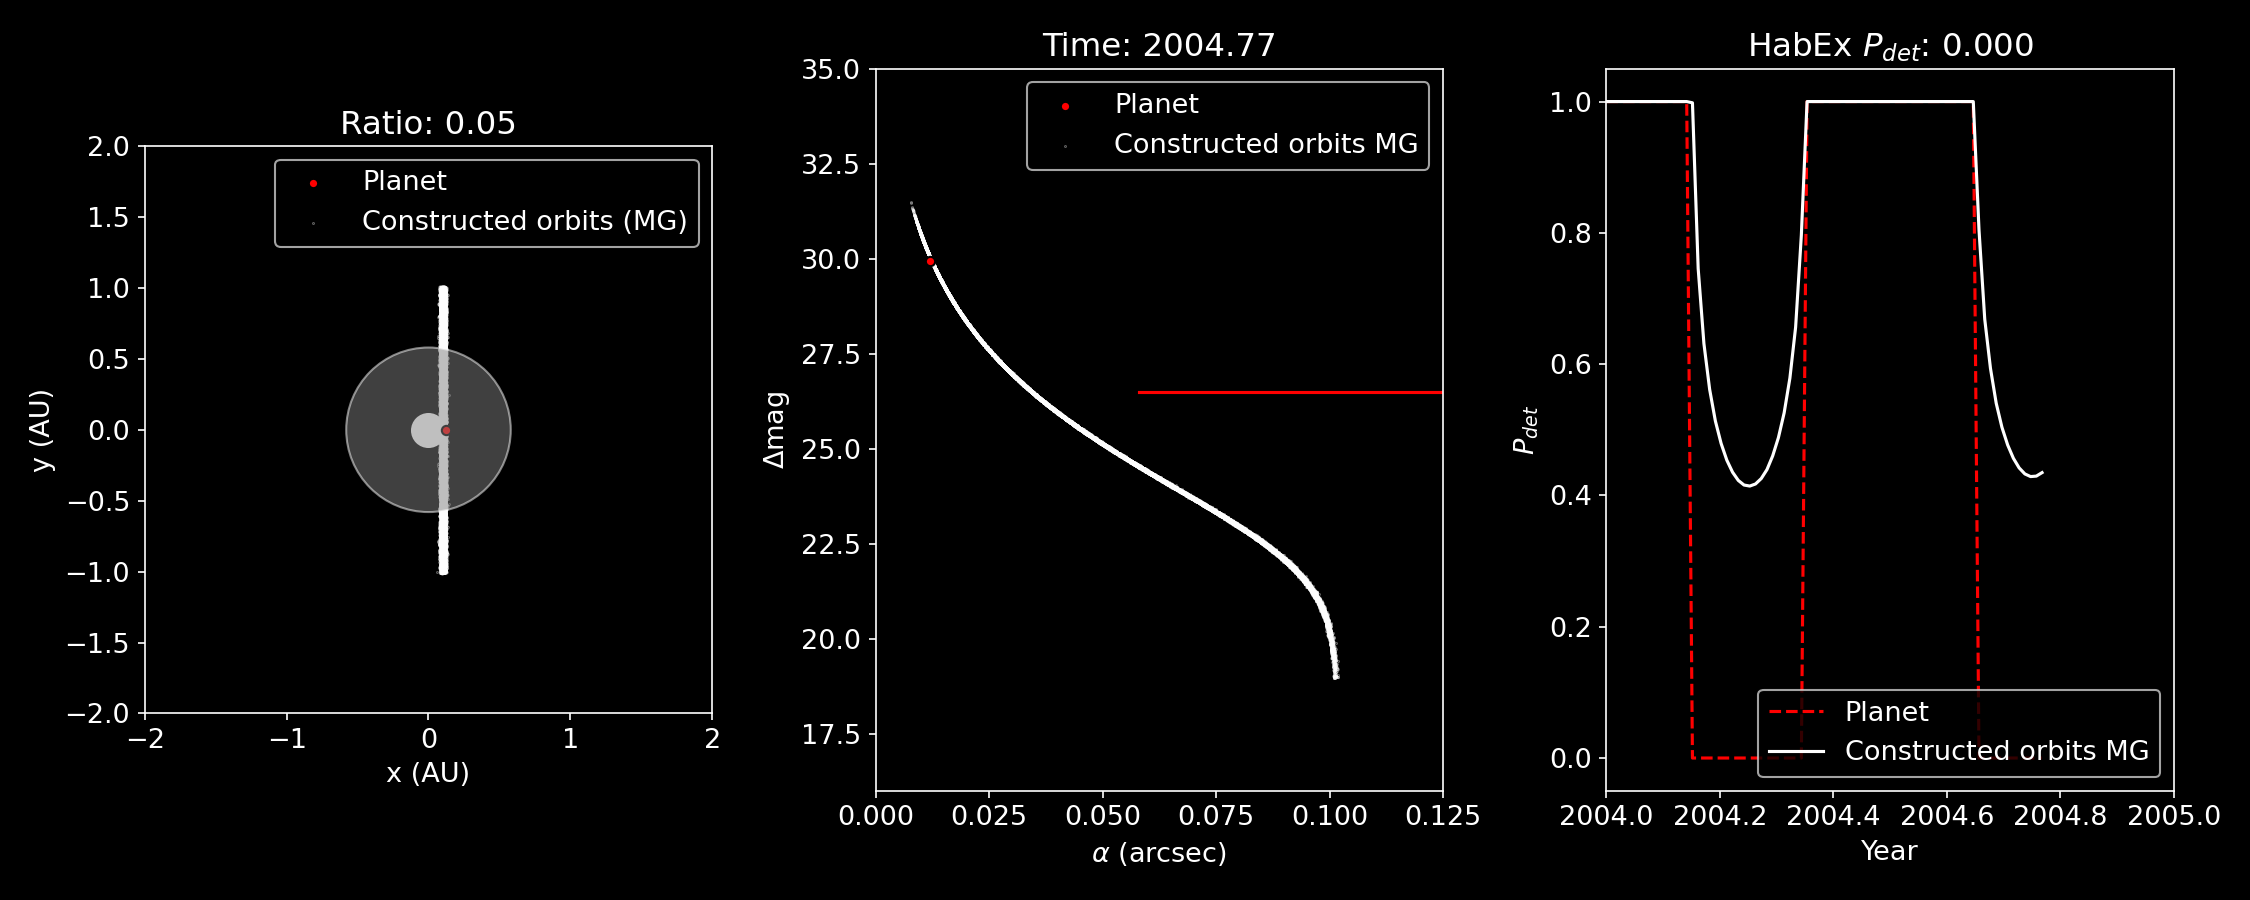 Ratio: 0.05
2.0
1.5
1.0
0.5
0.0
−0.5
−1.0
−1.5
−2.0
y (AU)
Planet
Constructed orbits (MG)
−2
−1
0
1
2
x (AU)
Time: 2004.77
35.0
32.5
30.0
27.5
25.0
22.5
20.0
17.5
Δmag
Planet
Constructed orbits MG
0.000
0.025
0.050
0.075
0.100
0.125
α (arcsec)
HabEx P_det: 0.000
1.0
0.8
0.6
0.4
0.2
0.0
P_det
Planet
Constructed orbits MG
2004.0
2004.2
2004.4
2004.6
2004.8
2005.0
Year